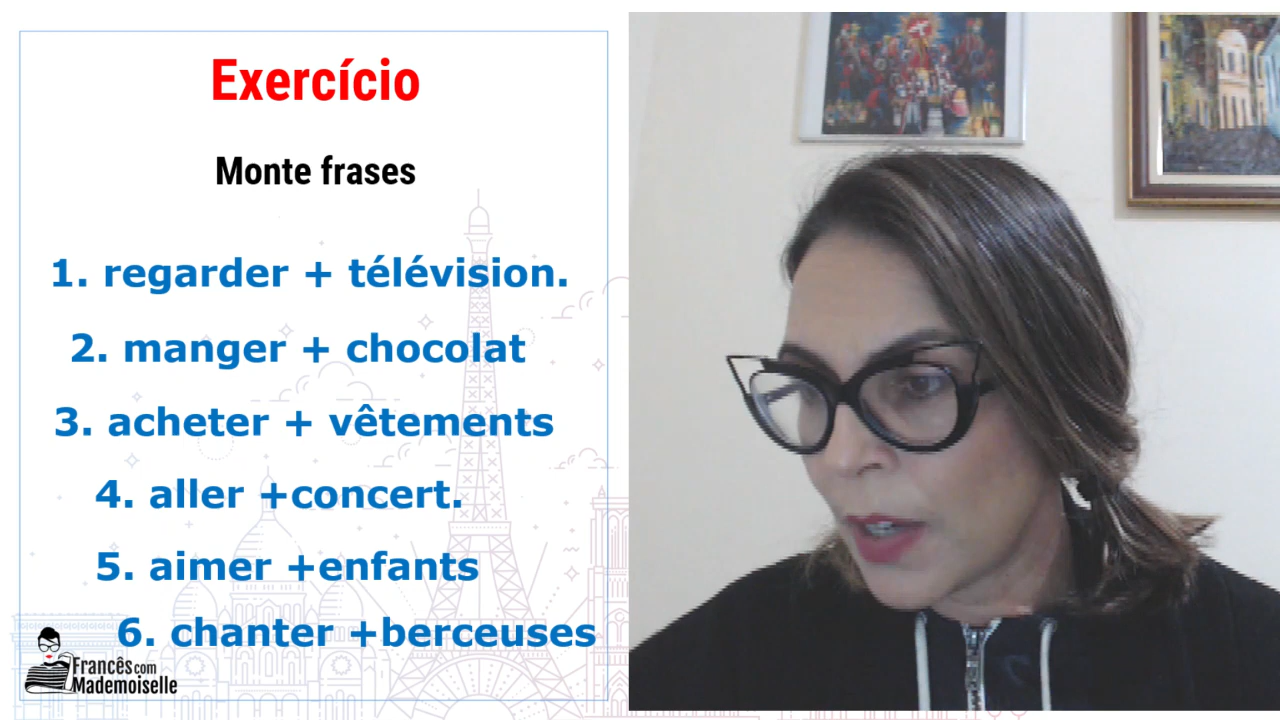 Exercício
Monte frases
1. regarder + télévision.
2. manger + chocolat
3. acheter + vêtements
4. aller +concert.
5. aimer +enfants
6. chanter +berceuses
Francês com
Mademoiselle